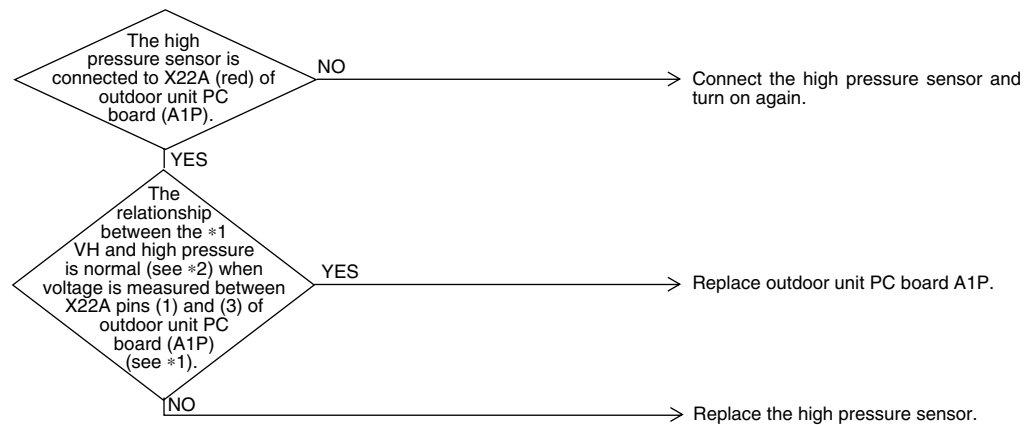 The high
pressure sensor is
connected to X22A (red) of
outdoor unit PC
board (A1P).
NO
Connect the high pressure sensor and
turn on again.
YES
The
relationship
between the *1
VH and high pressure
is normal (see *2) when
voltage is measured between
X22A pins (1) and (3) of
outdoor unit PC
board (A1P)
(see *1).
YES
Replace outdoor unit PC board A1P.
NO
Replace the high pressure sensor.